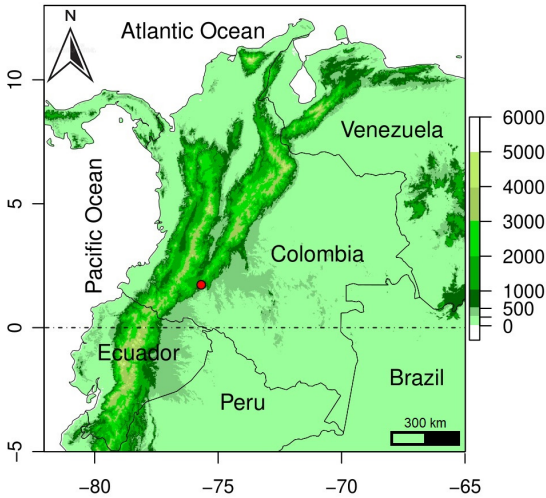 N
Atlantic Ocean
10
6000
Venezuela
5000
4000
Pacific Ocean
5
3000
Colombia
2000
1000
500
0
0
Ecuador
Brazil
Peru
300 km
−5
−80
−75
−70
−65